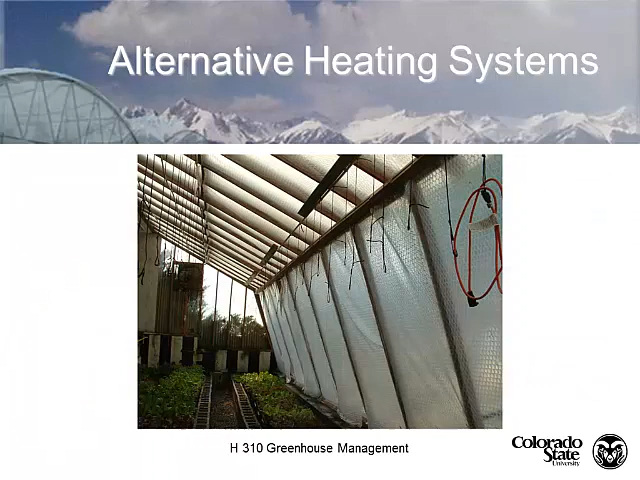 Alternative Heating Systems
H 310 Greenhouse Management
Colorado
State
University